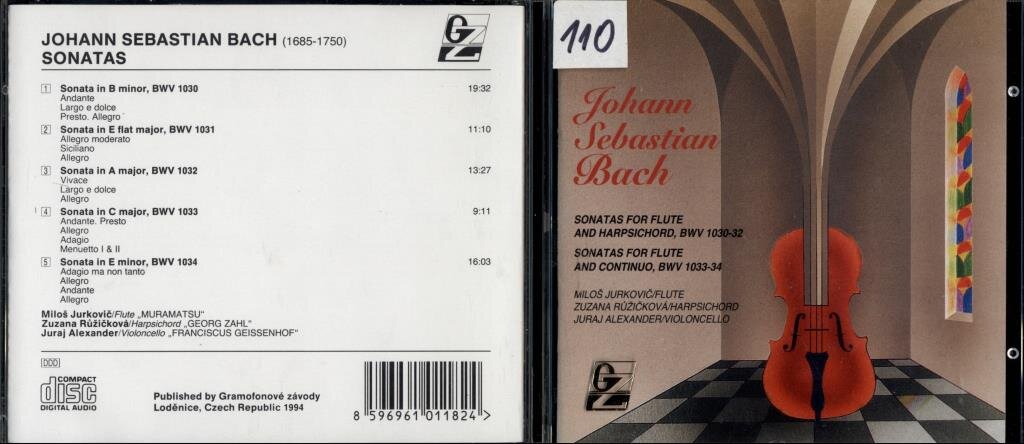 JOHANN SEBASTIAN BACH (1685-1750)
SONATAS
GZ
1 Sonata in B minor, BWV 1030 19:32
Andante
Largo e dolce
Presto. Allegro
2 Sonata in E flat major, BWV 1031 11:10
Allegro moderato
Siciliano
Allegro
3 Sonata in A major, BWV 1032 13:27
Vivace
Largo e dolce
Allegro
4 Sonata in C major, BWV 1033 9:11
Andante. Presto
Allegro
Adagio
Menuetto I & II
5 Sonata in E minor, BWV 1034 16:03
Adagio ma non tanto
Allegro
Andante
Allegro
Miloš Jurkovič/Flute „MURAMATSU“
Zuzana Růžičková/Harpsichord „GEORG ZAHL“
Juraj Alexander/Violoncello „FRANCISCUS GEISSENHOF“
DDD
COMPACT
disc
DIGITAL AUDIO
Published by Gramofonové závody
Loděnice, Czech Republic 1994
8 596961 011824 >
110
Johann
Sebastian
Bach
SONATAS FOR FLUTE
AND HARPSICHORD, BWV 1030-32
SONATAS FOR FLUTE
AND CONTINUO, BWV 1033-34
MILOŠ JURKOVIČ/FLUTE
ZUZANA RŮŽIČKOVÁ/HARPSICHORD
JURAJ ALEXANDER/VIOLONCELLO
GZ